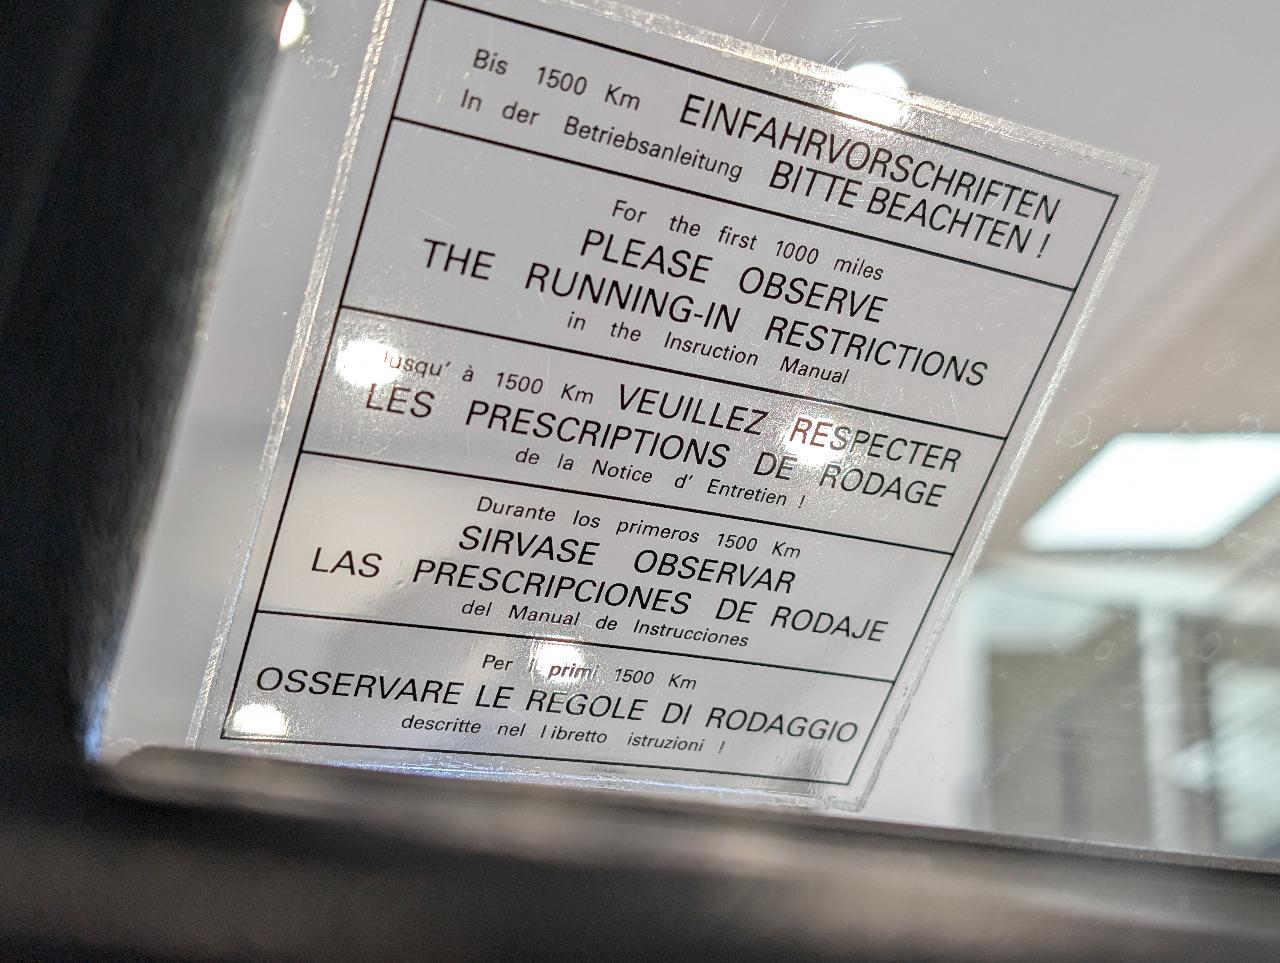 Bis 1500 Km EINFAHRVORSCHRIFTEN
In der Betriebsanleitung BITTE BEACHTEN !
For the first 1000 miles
PLEASE OBSERVE
THE RUNNING-IN RESTRICTIONS
in the Insruction Manual
Jusqu' à 1500 Km VEUILLEZ RESPECTER
LES PRESCRIPTIONS DE RODAGE
de la Notice d' Entretien !
Durante los primeros 1500 Km
SIRVASE OBSERVAR
LAS PRESCRIPCIONES DE RODAJE
del Manual de Instrucciones
Per i primi 1500 Km
OSSERVARE LE REGOLE DI RODAGGIO
descritte nel libretto istruzioni !